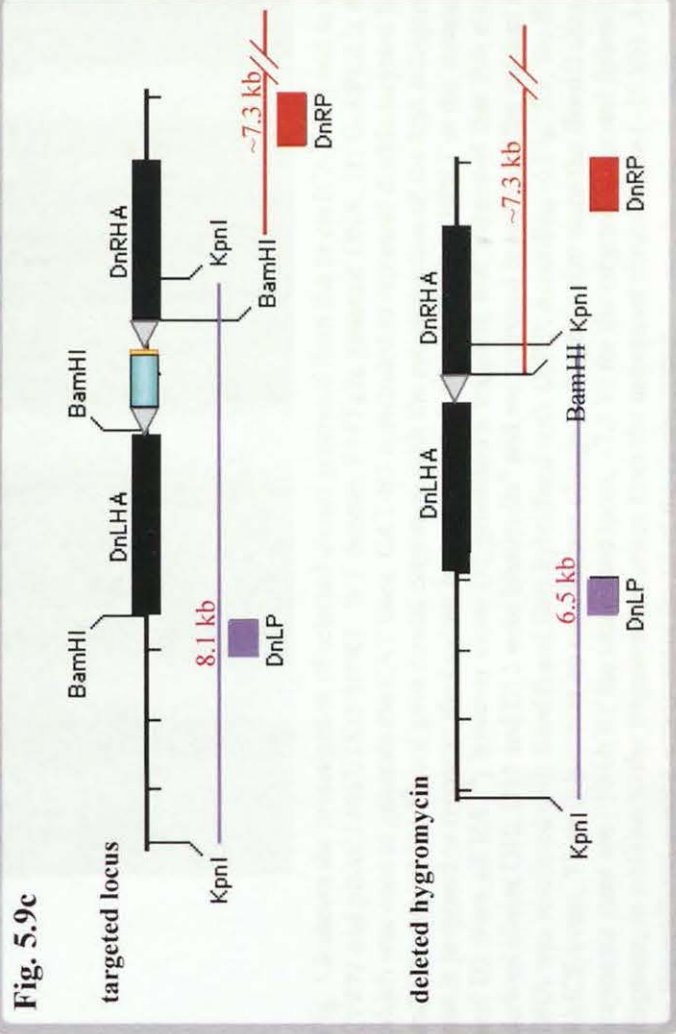 Fig. 5.9c
targeted locus
BamHI
BamHI
DnLHA
DnRHA
KpnI
KpnI
BamHI
8.1 kb
~7.3 kb
DnLP
DnRP
deleted hygromycin
DnLHA
DnRHA
~7.3 kb
KpnI
BamHI
KpnI
6.5 kb
DnLP
DnRP